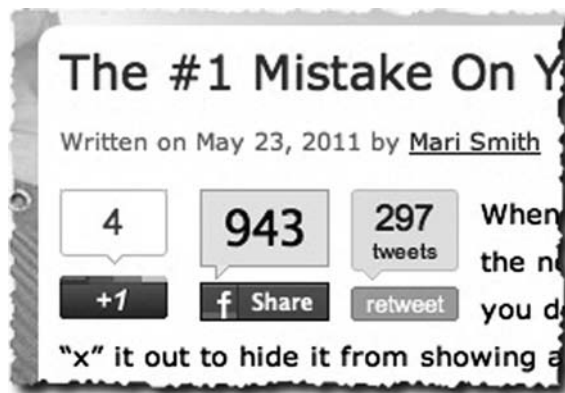 The #1 Mistake On Y
Written on May 23, 2011 by Mari Smith
4
943
297
tweets
+1
f Share
retweet
When
the n
you d
"x" it out to hide it from showing a